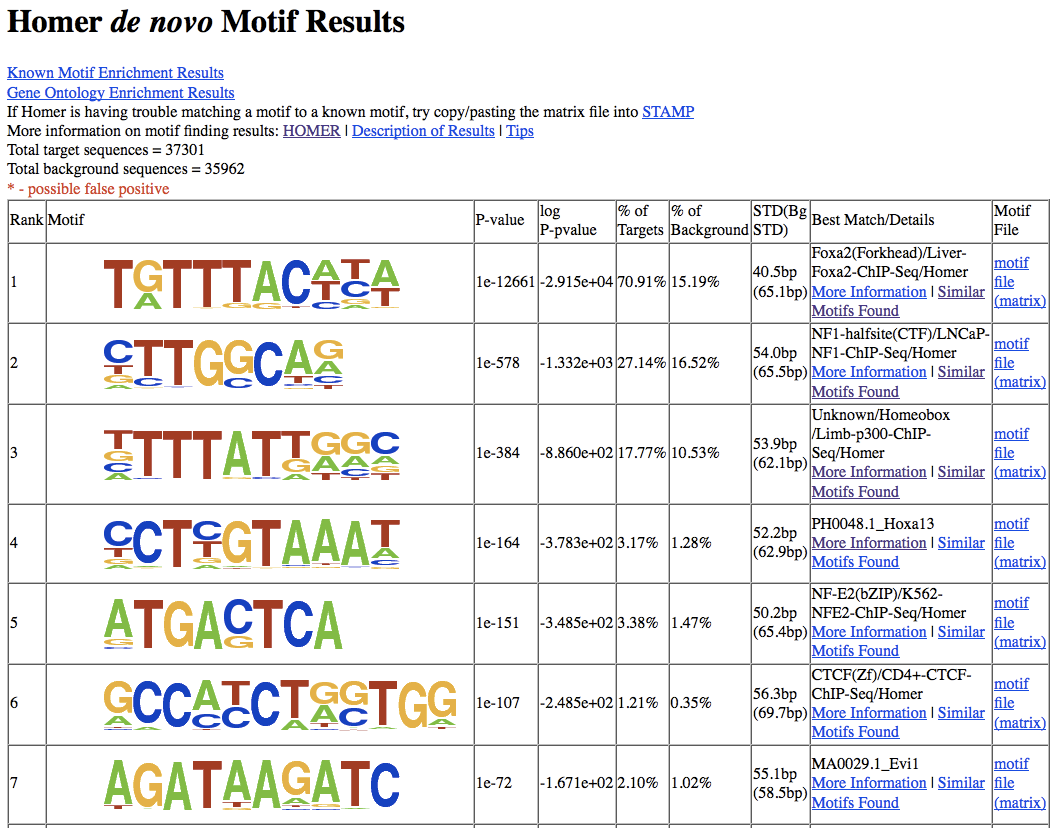 Homer de novo Motif Results
Known Motif Enrichment Results
Gene Ontology Enrichment Results
If Homer is having trouble matching a motif to a known motif, try copy/pasting the matrix file into STAMP
More information on motif finding results: HOMER | Description of Results | Tips
Total target sequences = 37301
Total background sequences = 35962
* - possible false positive
Rank Motif P-value log P-pvalue % of Targets % of Background STD(Bg STD) Best Match/Details Motif File
1 TGTTTACATA 1e-12661 -2.915e+04 70.91% 15.19% 40.5bp (65.1bp) Foxa2(Forkhead)/Liver-Foxa2-ChIP-Seq/Homer More Information | Similar Motifs Found motif file (matrix)
2 CTTGGCAG 1e-578 -1.332e+03 27.14% 16.52% 54.0bp (65.5bp) NF1-halfsite(CTF)/LNCaP-NF1-ChIP-Seq/Homer More Information | Similar Motifs Found motif file (matrix)
3 TTTTATTGGC 1e-384 -8.860e+02 17.77% 10.53% 53.9bp (62.1bp) Unknown/Homeobox/Limb-p300-ChIP-Seq/Homer More Information | Similar Motifs Found motif file (matrix)
4 CCTCGTAAAT 1e-164 -3.783e+02 3.17% 1.28% 52.2bp (62.9bp) PH0048.1_Hoxa13 More Information | Similar Motifs Found motif file (matrix)
5 ATGACTCA 1e-151 -3.485e+02 3.38% 1.47% 50.2bp (65.4bp) NF-E2(bZIP)/K562-NFE2-ChIP-Seq/Homer More Information | Similar Motifs Found motif file (matrix)
6 GCCATCTGGTGG 1e-107 -2.485e+02 1.21% 0.35% 56.3bp (69.7bp) CTCF(Zf)/CD4+-CTCF-ChIP-Seq/Homer More Information | Similar Motifs Found motif file (matrix)
7 AGATAAGATC 1e-72 -1.671e+02 2.10% 1.02% 55.1bp (58.5bp) MA0029.1_Evi1 More Information | Similar Motifs Found motif file (matrix)